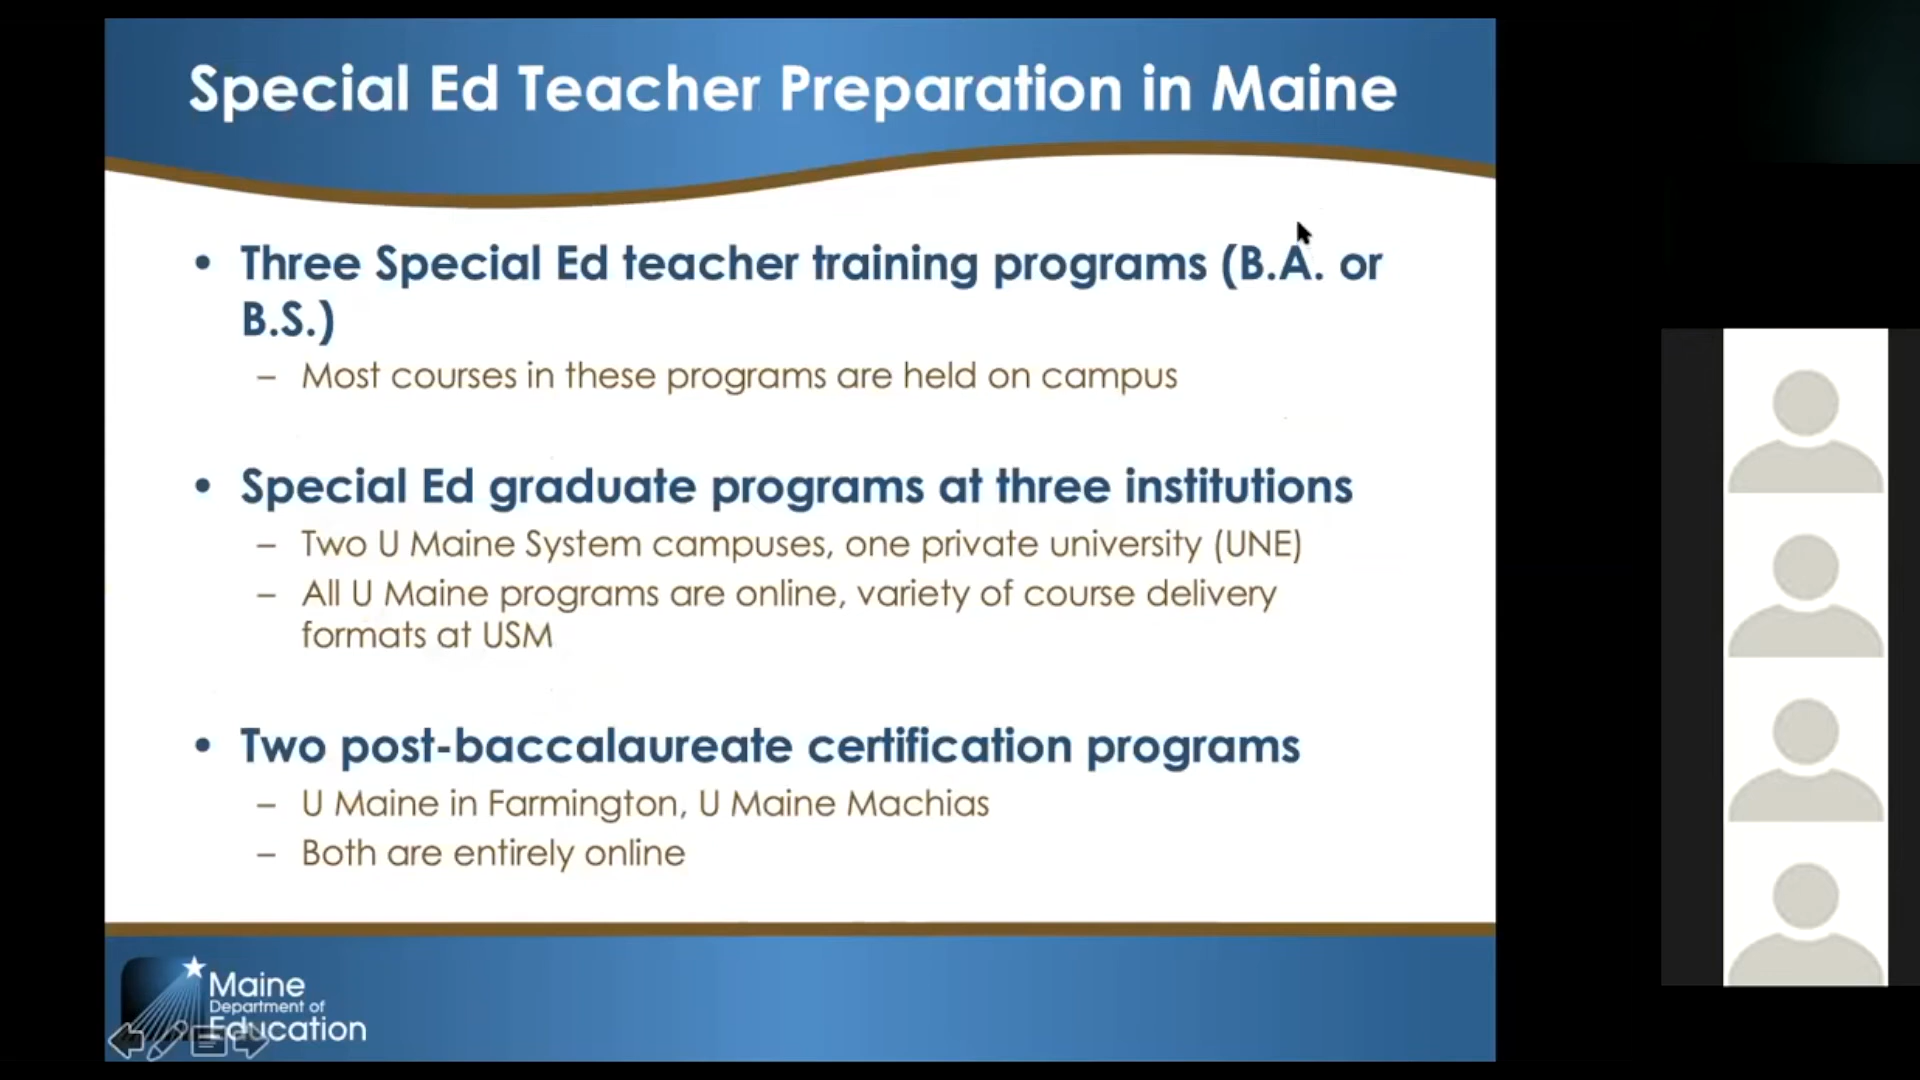 Special Ed Teacher Preparation in Maine
• Three Special Ed teacher training programs (B.A. or
B.S.)
– Most courses in these programs are held on campus
• Special Ed graduate programs at three institutions
– Two U Maine System campuses, one private university (UNE)
– All U Maine programs are online, variety of course delivery
formats at USM
• Two post-baccalaureate certification programs
– U Maine in Farmington, U Maine Machias
– Both are entirely online
Maine
Department of
Education